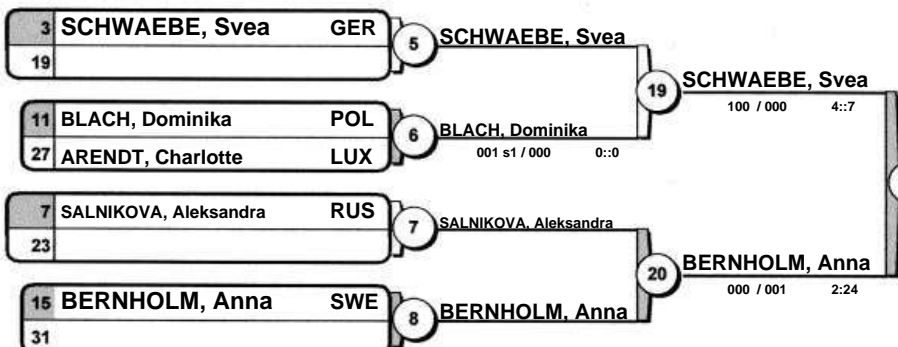 3 SCHWAEBE, Svea GER
19
5 SCHWAEBE, Svea
11 BLACH, Dominika POL
27 ARENDT, Charlotte LUX
6 BLACH, Dominika
001 s1 / 000 0::0
19 SCHWAEBE, Svea
100 / 000 4::7
7 SALNIKOVA, Aleksandra RUS
23
7 SALNIKOVA, Aleksandra
15 BERNHOLM, Anna SWE
31
8 BERNHOLM, Anna
20 BERNHOLM, Anna
000 / 001 2:24